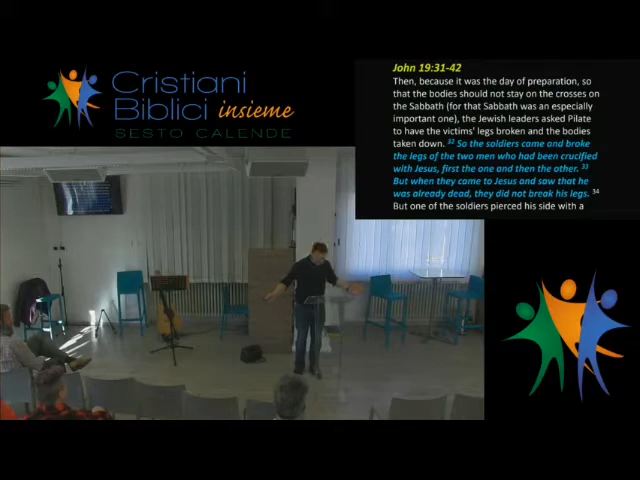 Cristiani
Biblici insieme
SESTO CALENDE
John 19:31-42
Then, because it was the day of preparation, so
that the bodies should not stay on the crosses on
the Sabbath (for that Sabbath was an especially
important one), the Jewish leaders asked Pilate
to have the victims' legs broken and the bodies
taken down. 32 So the soldiers came and broke
the legs of the two men who had been crucified
with Jesus, first the one and then the other. 33
But when they came to Jesus and saw that he
was already dead, they did not break his legs. 34
But one of the soldiers pierced his side with a